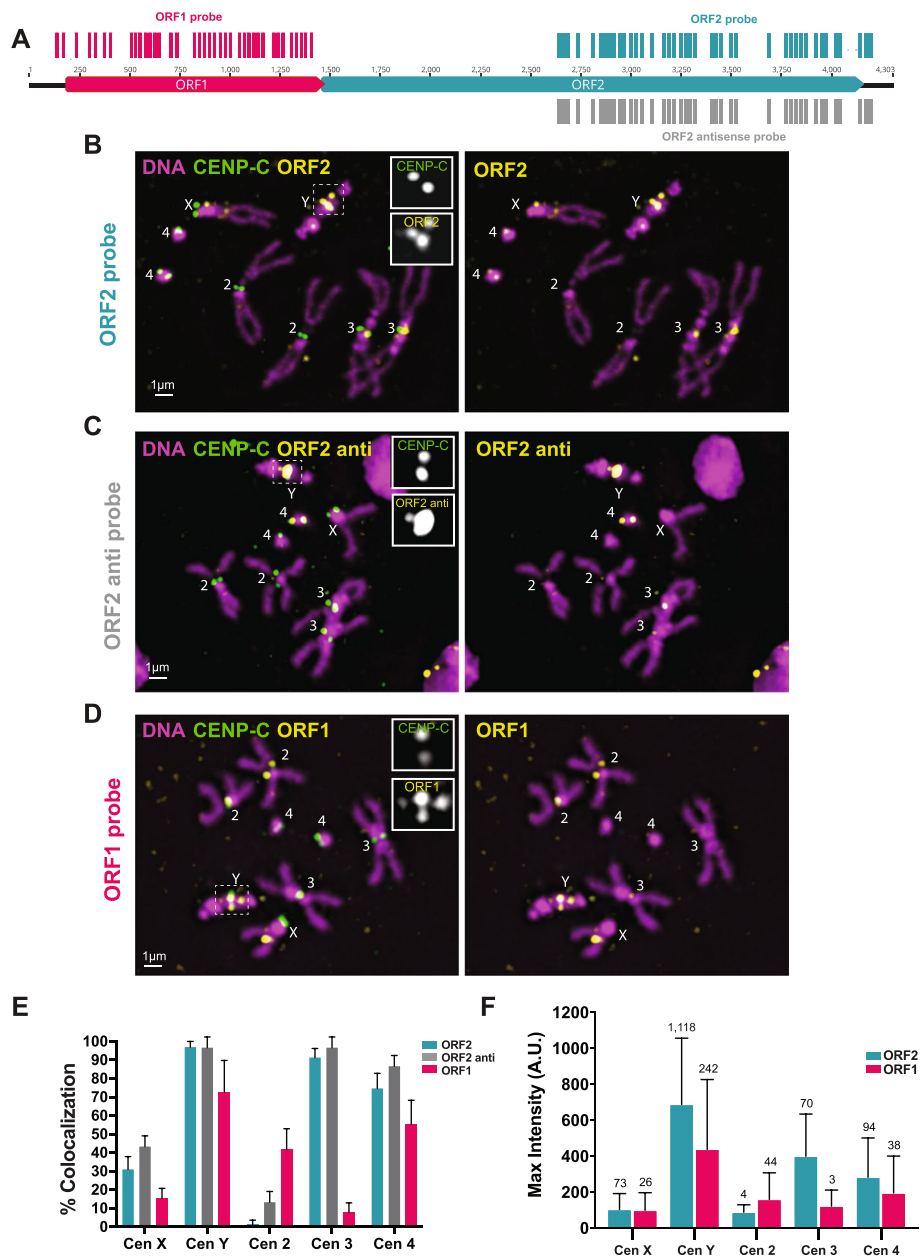 A
ORF1 probe
ORF2 probe
1 250 500 750 1,000 1,250 1,500 1,750 2,000 2,250 2,500 2,750 3,000 3,250 3,500 3,750 4,000 4,303
ORF1 ORF2
ORF2 antisense probe
B
ORF2 probe
DNA CENP-C ORF2
CENP-C
ORF2
X
Y
4
4
2
2
3
3
1µm
ORF2
X
Y
4
4
2
2
3
3
C
ORF2 anti probe
DNA CENP-C ORF2 anti
CENP-C
ORF2 anti
Y
4
4
X
2
2
3
3
1µm
ORF2 anti
Y
4
4
X
2
2
3
3
D
ORF1 probe
DNA CENP-C ORF1
CENP-C
ORF1
2
2
4
4
3
Y
3
X
1µm
ORF1
2
2
4
4
3
Y
3
X
E
% Colocalization
100
90
80
70
60
50
40
30
20
10
0
ORF2
ORF2 anti
ORF1
Cen X Cen Y Cen 2 Cen 3 Cen 4
F
Max Intensity (A.U.)
1200
1000
800
600
400
200
0
73 26 1,118 242 4 44 70 3 94 38
ORF2
ORF1
Cen X Cen Y Cen 2 Cen 3 Cen 4